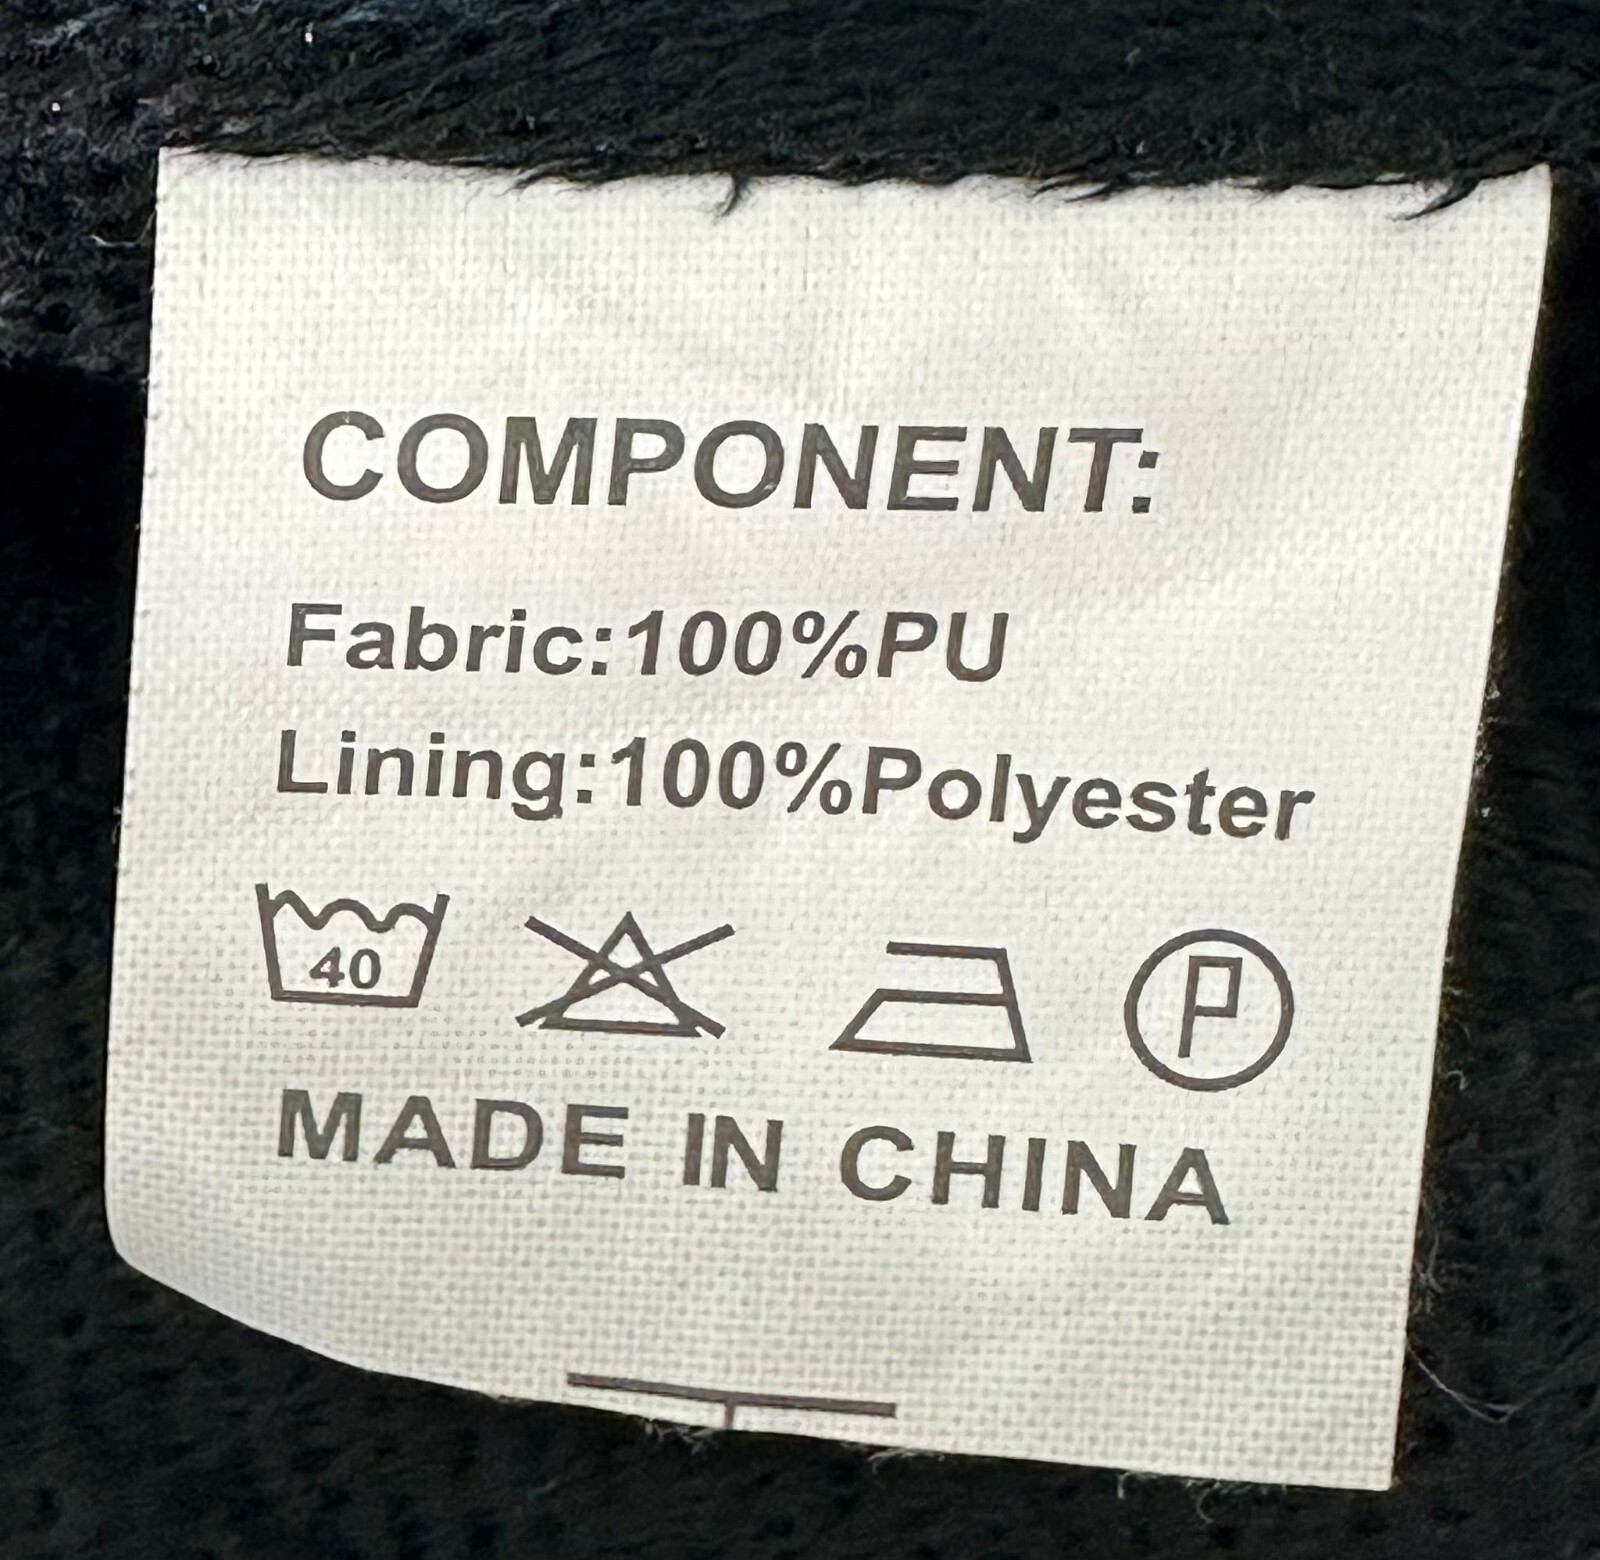 COMPONENT:
Fabric:100%PU
Lining:100%Polyester
40 P
MADE IN CHINA